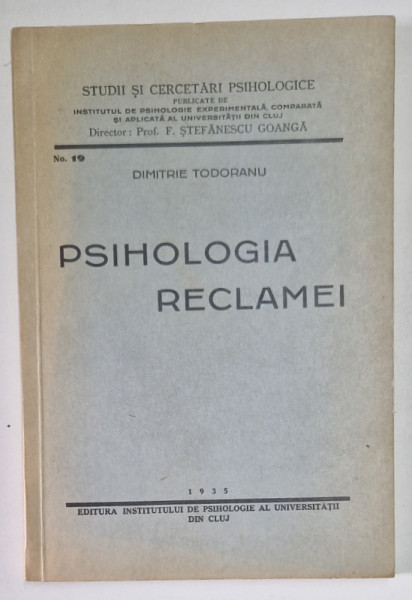 STUDII ȘI CERCETĂRI PSIHOLOGICE
PUBLICATE DE
INSTITUTUL DE PSIHOLOGIE EXPERIMENTALĂ, COMPARATĂ
ȘI APLICATĂ AL UNIVERSITĂȚII DIN CLUJ
Director: Prof. F. ȘTEFĂNESCU GOANGĂ
No. 19
DIMITRIE TODORANU
PSIHOLOGIA
RECLAMEI
1935
EDITURA INSTITUTULUI DE PSIHOLOGIE AL UNIVERSITĂȚII
DIN CLUJ